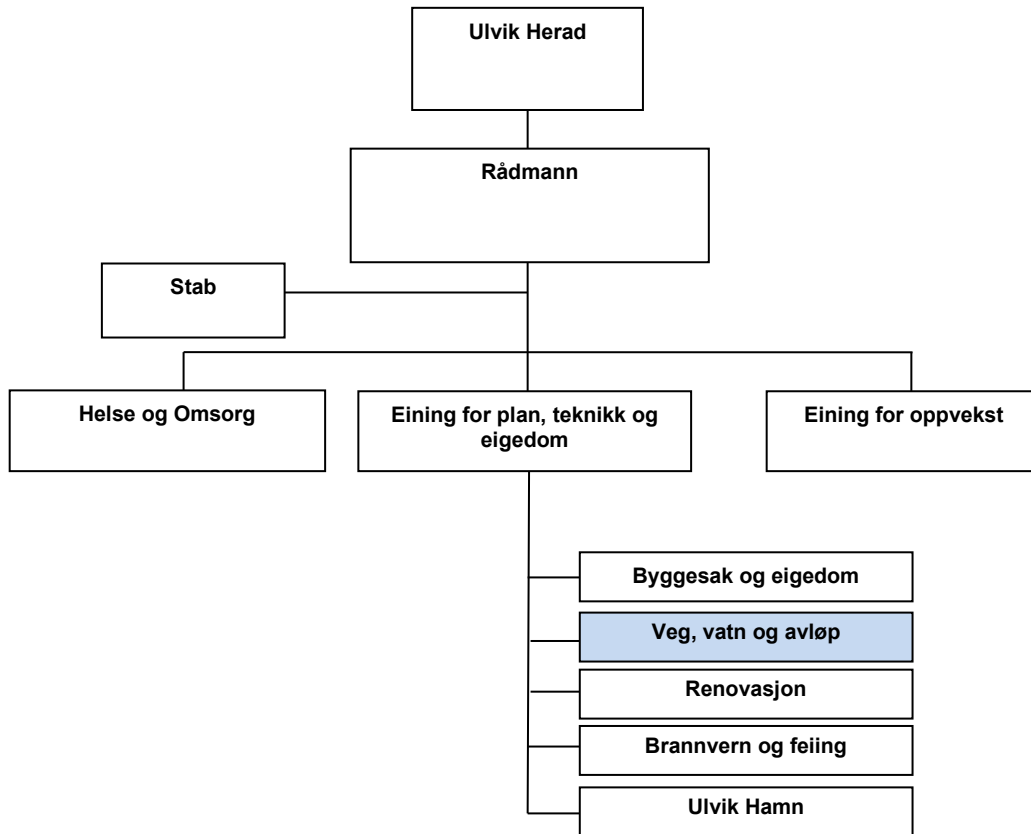 Ulvik Herad
Rådmann
Stab
Helse og Omsorg
Eining for plan, teknikk og
eigedom
Eining for oppvekst
Byggesak og eigedom
Veg, vatn og avløp
Renovasjon
Brannvern og feiing
Ulvik Hamn